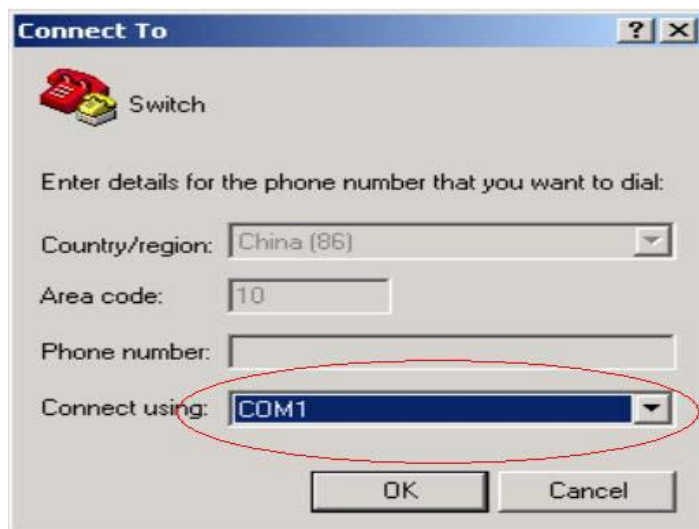 Connect To
Switch
Enter details for the phone number that you want to dial:
Country/region: China (86)
Area code: 10
Phone number:
Connect using: COM1
OK Cancel